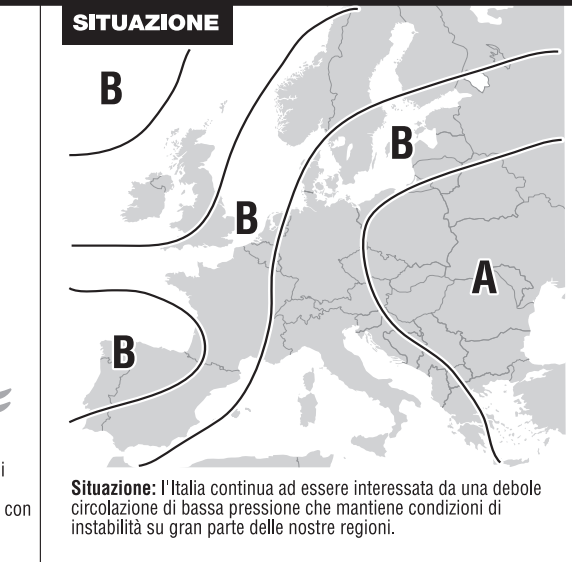 SITUAZIONE
B
B
B
A
B
Situazione: l'Italia continua ad essere interessata da una debole
circolazione di bassa pressione che mantiene condizioni di
instabilità su gran parte delle nostre regioni.
i
con